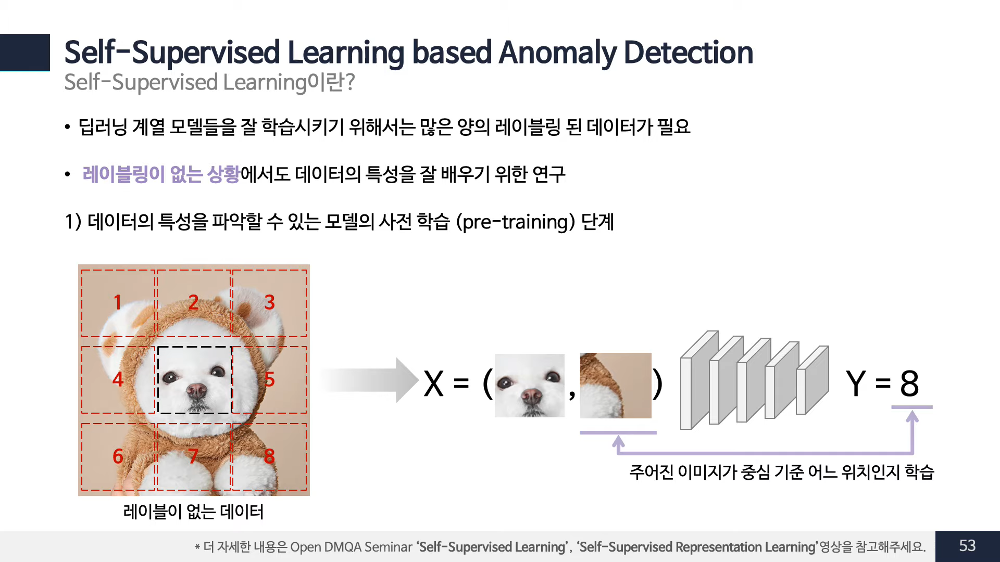 Self-Supervised Learning based Anomaly Detection
Self-Supervised Learning이란?
• 딥러닝 계열 모델들을 잘 학습시키기 위해서는 많은 양의 레이블링 된 데이터가 필요
• 레이블링이 없는 상황에서도 데이터의 특성을 잘 배우기 위한 연구
1) 데이터의 특성을 파악할 수 있는 모델의 사전 학습 (pre-training) 단계
1 2 3
4 5
6 7 8
X = ( , ) Y = 8
주어진 이미지가 중심 기준 어느 위치인지 학습
레이블이 없는 데이터
* 더 자세한 내용은 Open DMQA Seminar ‘Self-Supervised Learning’, ‘Self-Supervised Representation Learning’영상을 참고해주세요.
53